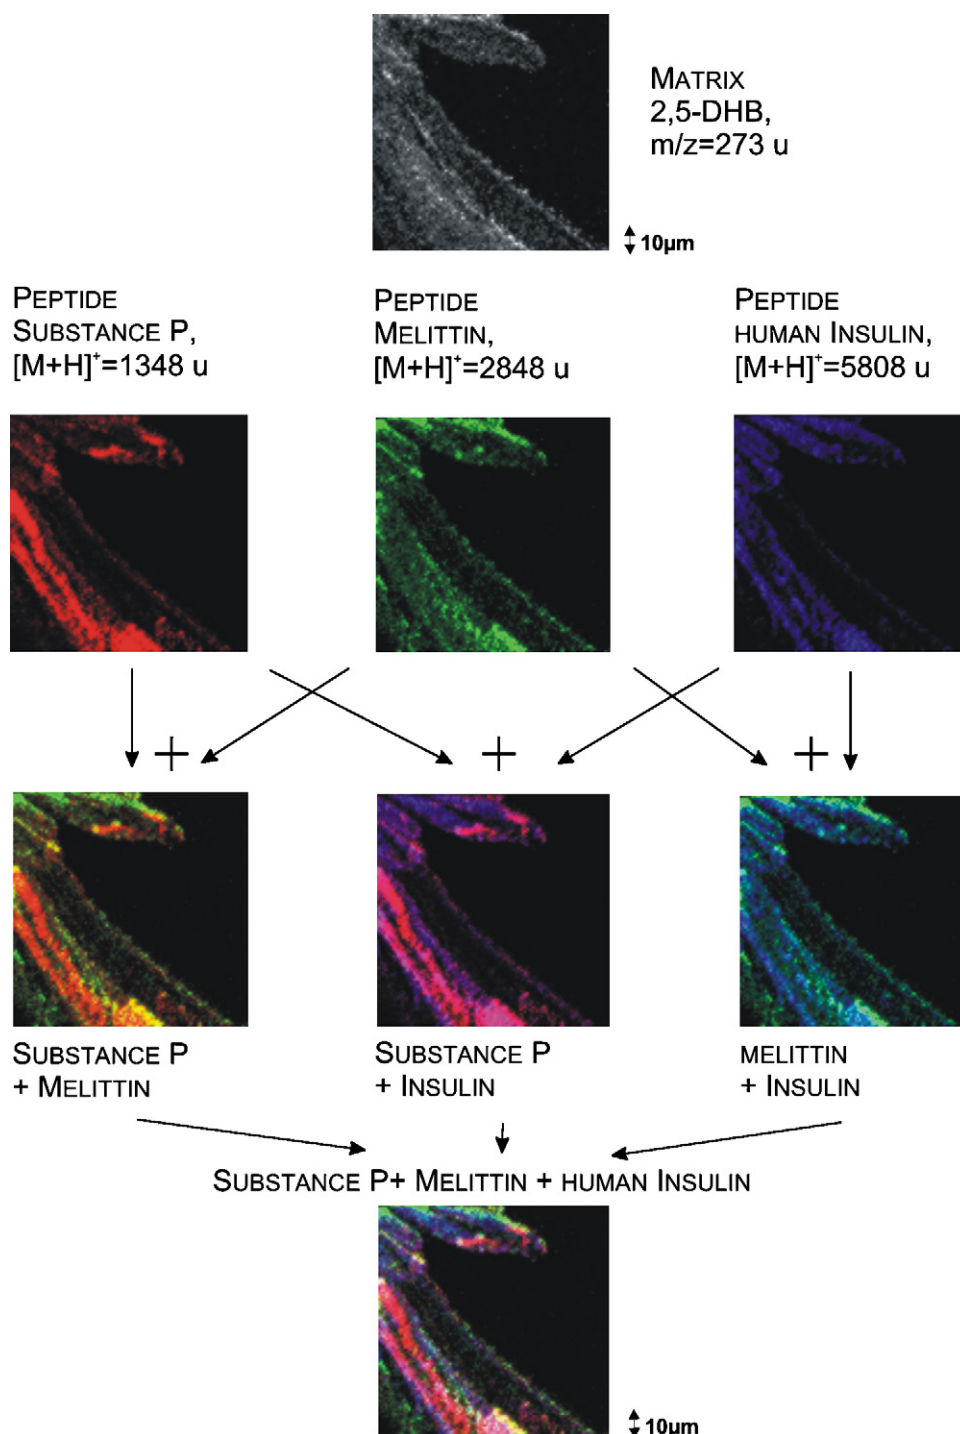 MATRIX
2,5-DHB,
m/z=273 u
10µm
PEPTIDE
SUBSTANCE P,
[M+H]⁺=1348 u
PEPTIDE
MELITTIN,
[M+H]⁺=2848 u
PEPTIDE
HUMAN INSULIN,
[M+H]⁺=5808 u
+ + +
SUBSTANCE P
+ MELITTIN
SUBSTANCE P
+ INSULIN
MELITTIN
+ INSULIN
SUBSTANCE P+ MELITTIN + HUMAN INSULIN
10µm